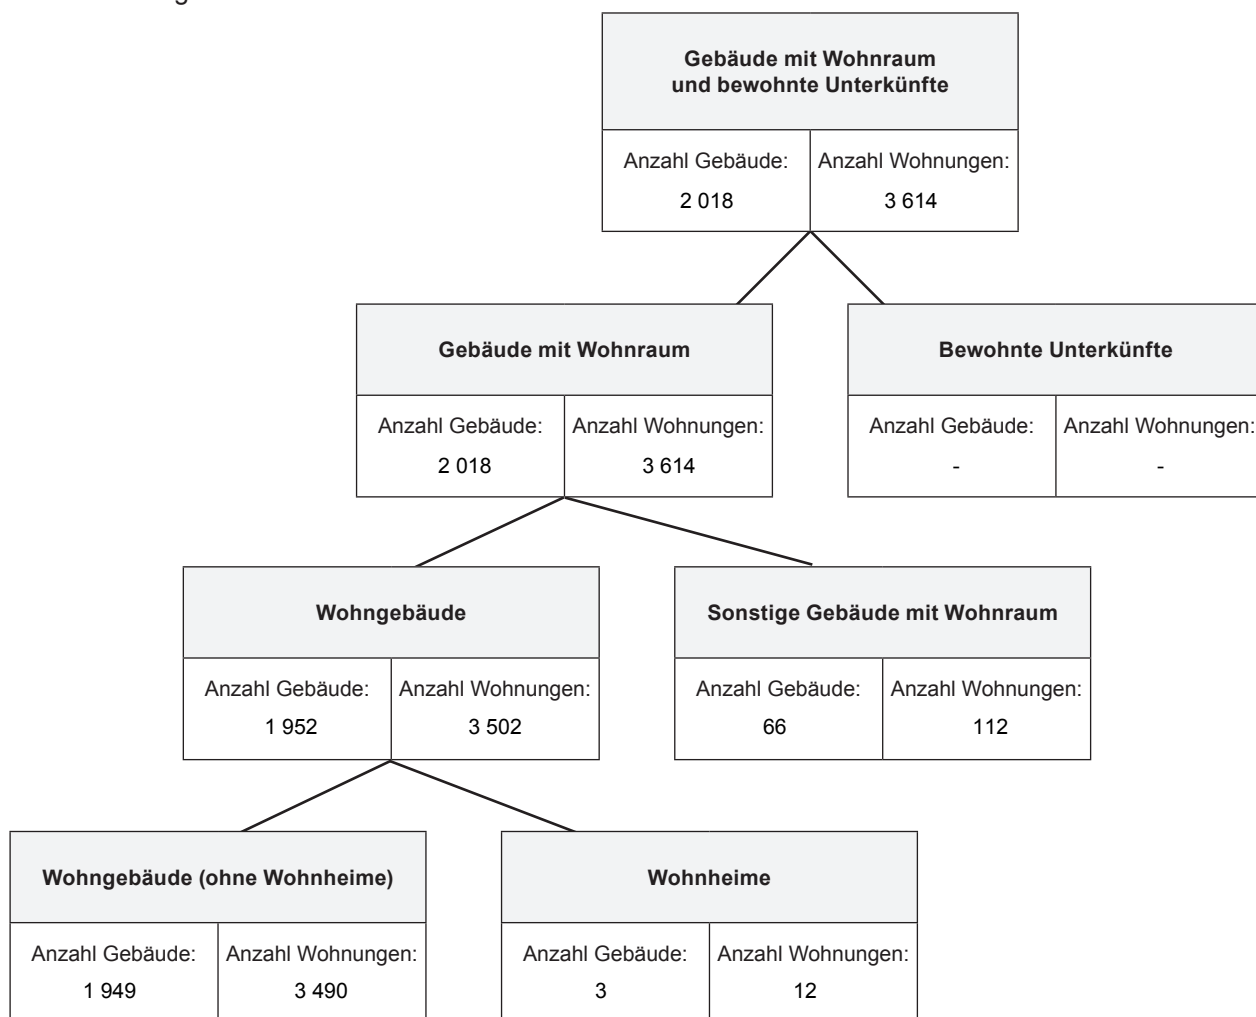 Gebäude mit Wohnraum
und bewohnte Unterkünfte
Anzahl Gebäude: Anzahl Wohnungen:
2 018 3 614
Gebäude mit Wohnraum Bewohnte Unterkünfte
Anzahl Gebäude: Anzahl Wohnungen: Anzahl Gebäude: Anzahl Wohnungen:
2 018 3 614 - -
Wohngebäude Sonstige Gebäude mit Wohnraum
Anzahl Gebäude: Anzahl Wohnungen: Anzahl Gebäude: Anzahl Wohnungen:
1 952 3 502 66 112
Wohngebäude (ohne Wohnheime) Wohnheime
Anzahl Gebäude: Anzahl Wohnungen: Anzahl Gebäude: Anzahl Wohnungen:
1 949 3 490 3 12